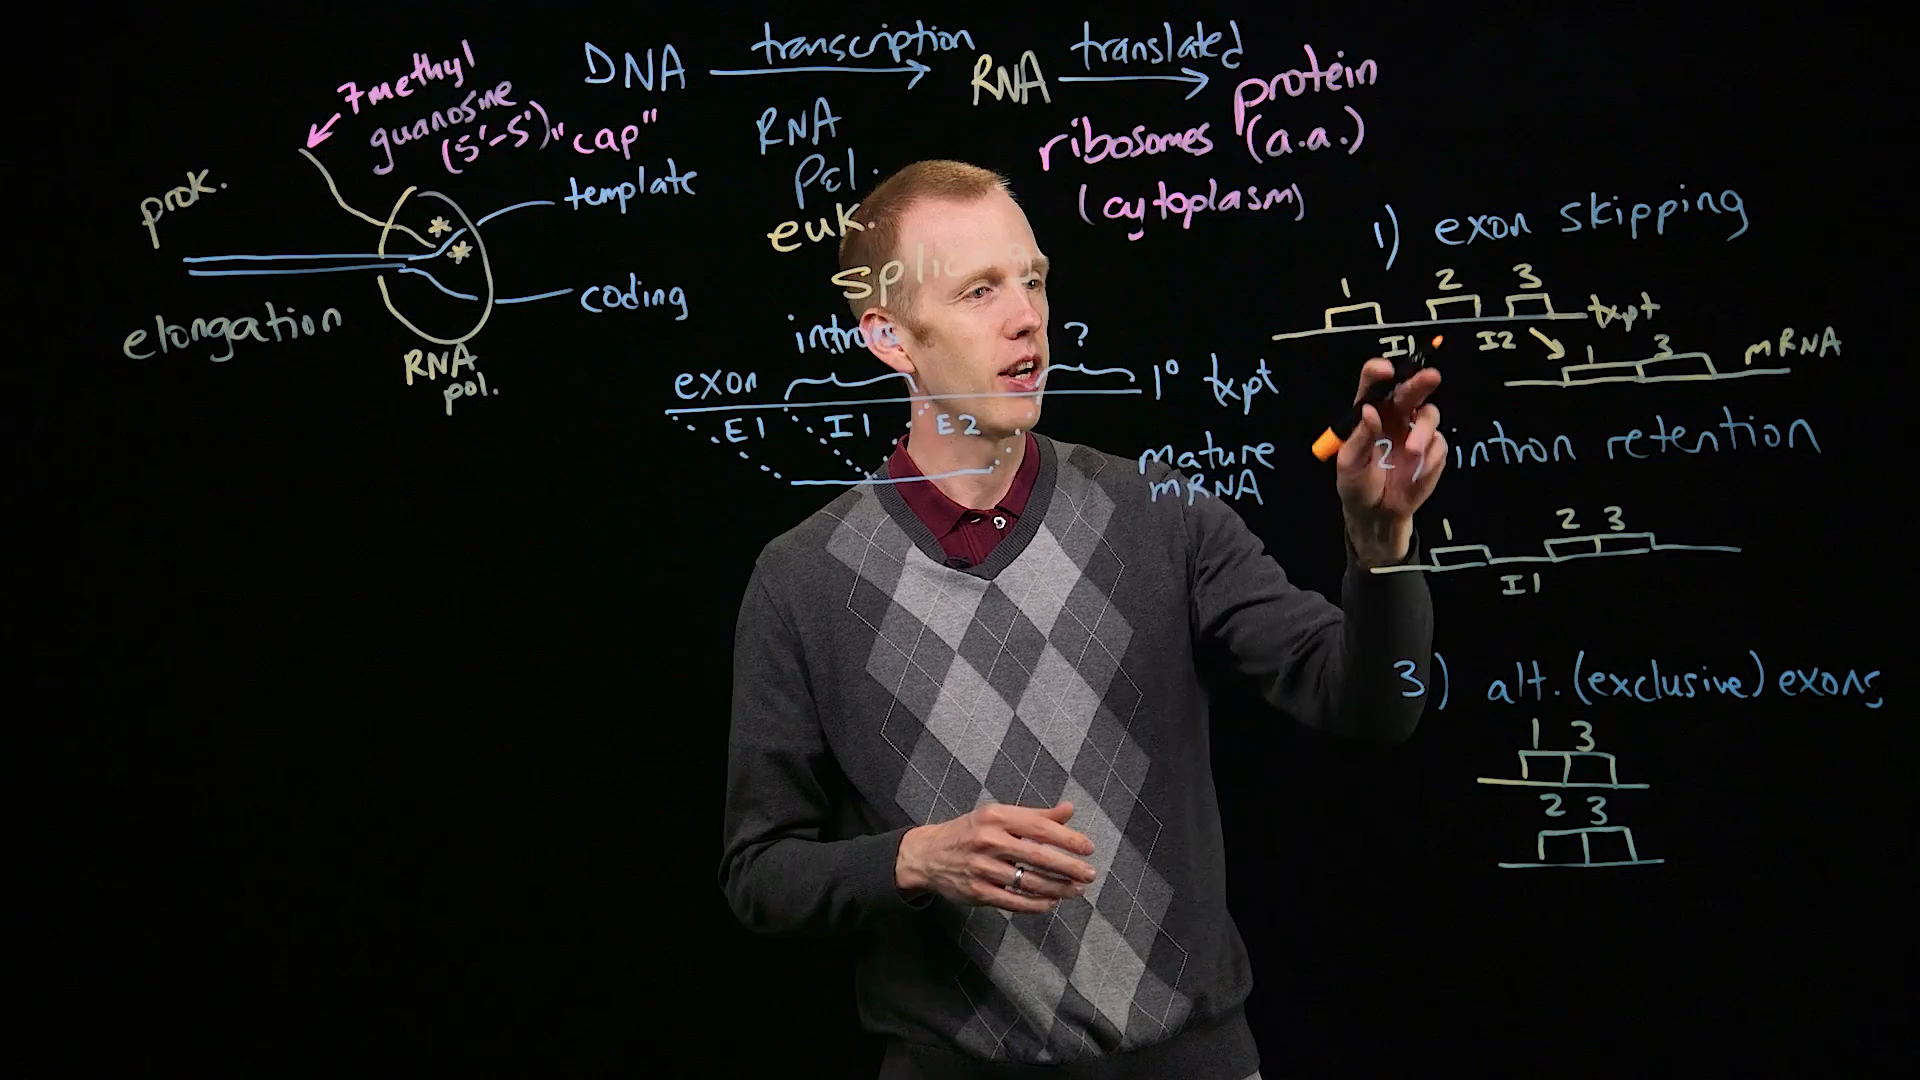 DNA transcription RNA translated protein
RNA pol.
ribosomes (a.a.)
(cytoplasm)
7methyl
guanosine
(5'-5') "cap"
prok.
template
coding
elongation
RNA
pol.
euk.
exon
?
1° txpt
E1 I1 E2
mature
mRNA
1) exon skipping
1 2 3
txpt
I1 I2
1 3 mRNA
2) intron retention
1 2 3
I1
3) alt. (exclusive) exons
1 3
2 3